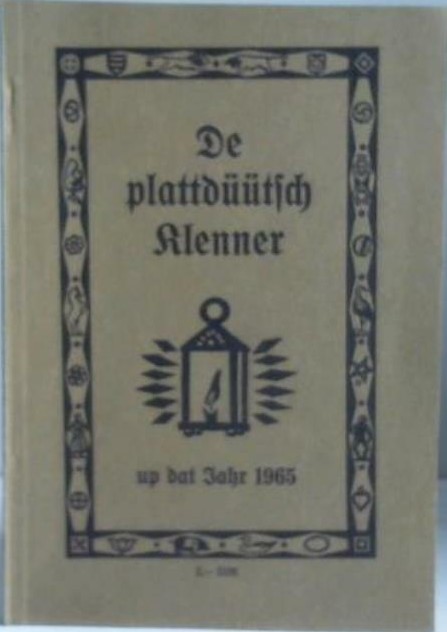 De
plattdüütsch
Klenner
up dat Jahr 1965